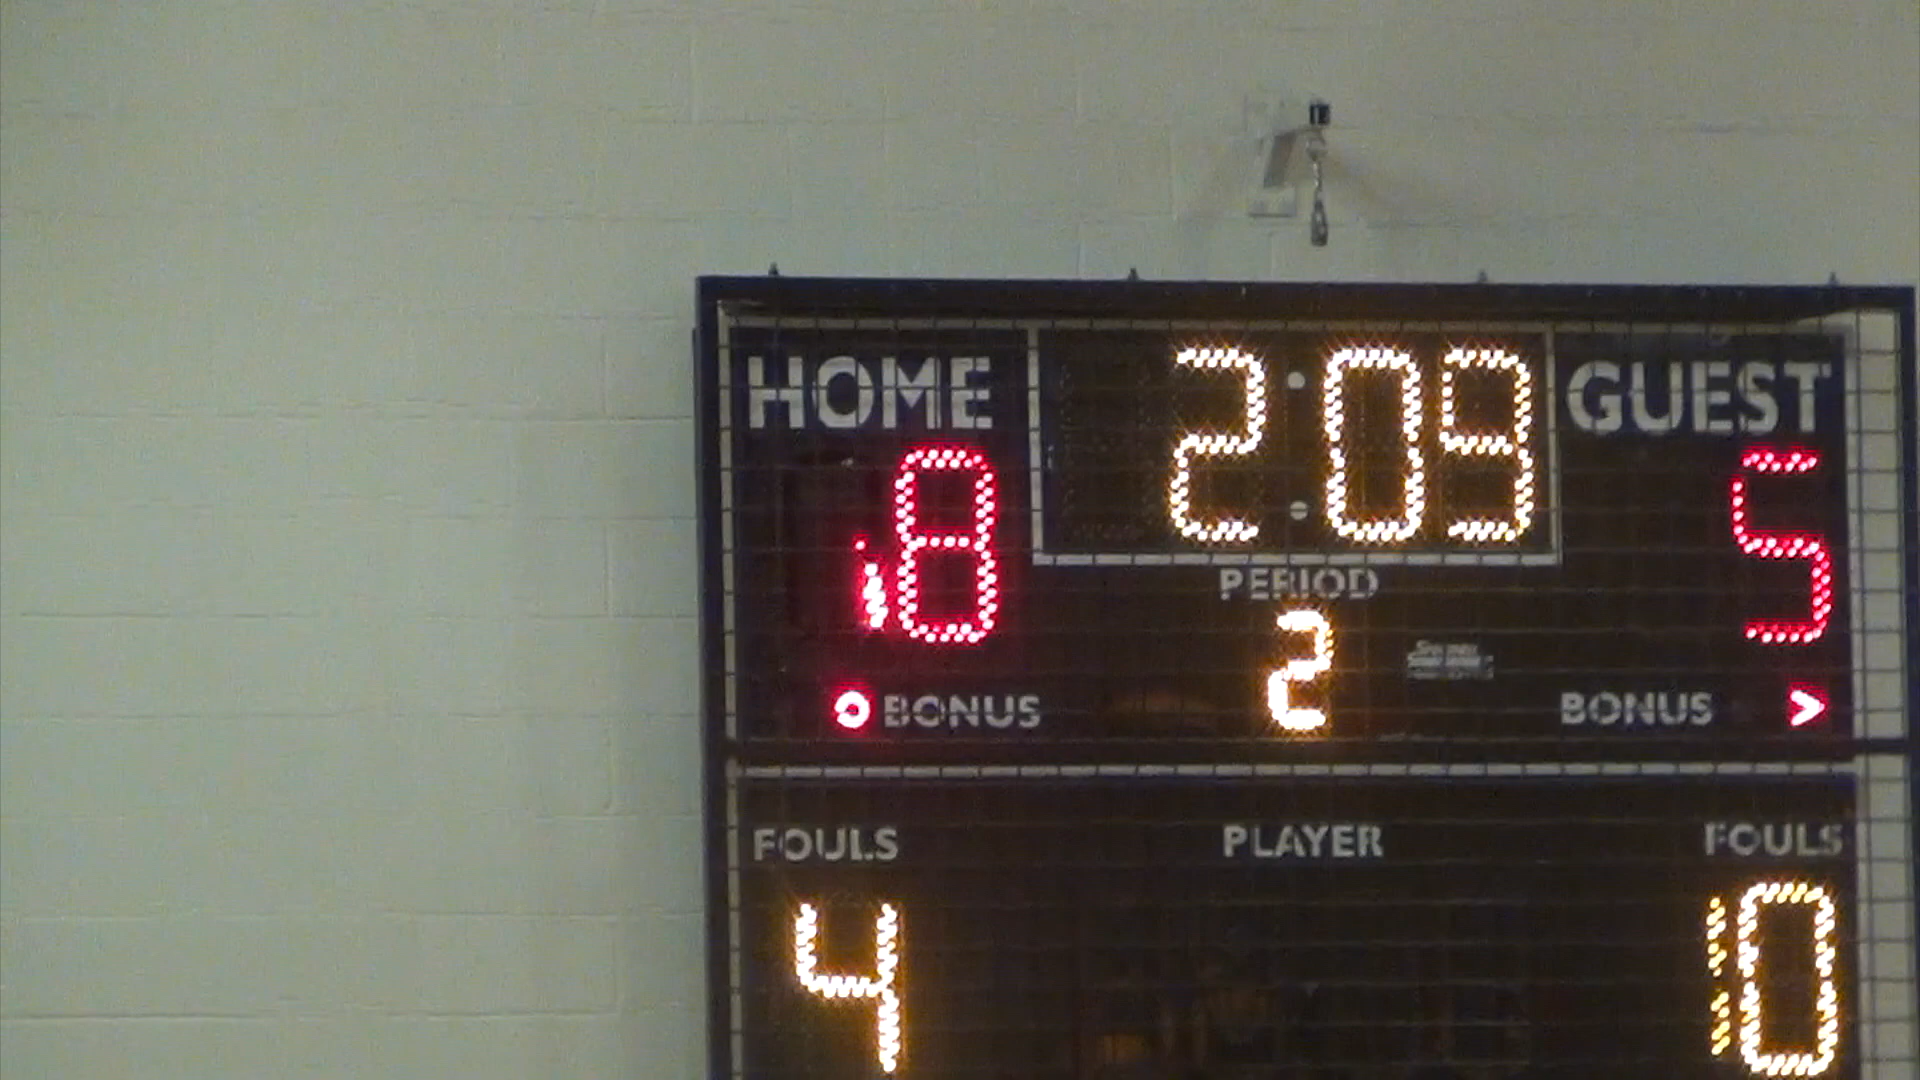 HOME 2:09 GUEST
18 5
PERIOD
2
BONUS BONUS >
FOULS PLAYER FOULS
4 10